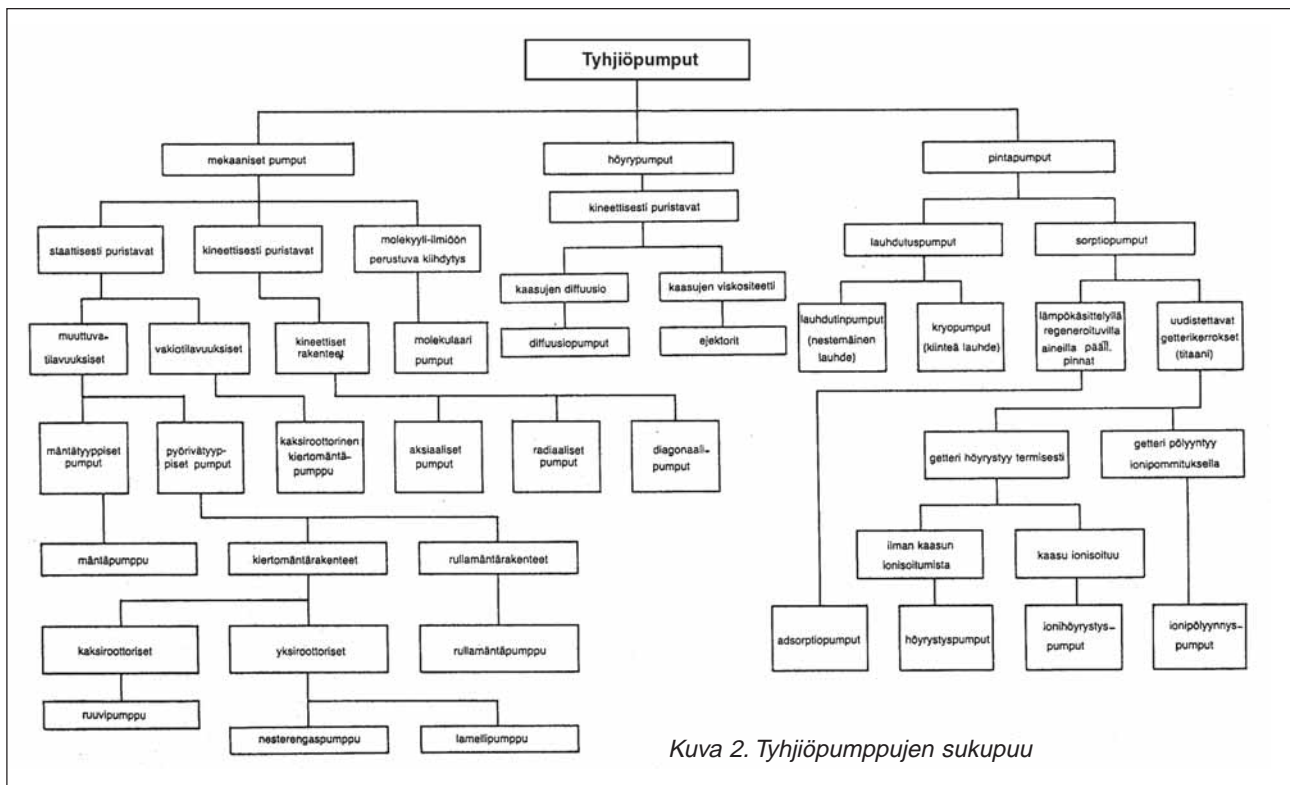 Tyhjiöpumput
mekaaniset pumput
höyrypumput
pintapumput
kineettisesti puristavat
staattisesti puristavat
kineettisesti puristavat
molekyyli-ilmiöön
perustuva kiihdytys
lauhdutuspumput
sorptiopumput
kaasujen diffuusio
kaasujen viskositeetti
muuttuva-
tilavuuksiset
vakiotilavuuksiset
kineettiset
rakenteet
molekulaari
pumput
diffuusiopumput
ejektorit
lauhdutinpumput
(nestemäinen
lauhde)
kryopumput
(kiinteä lauhde)
lämpökäsittelyllä
regeneroituvilla
aineilla pääll.
pinnat
uudistettavat
getterikerrokset
(titaani)
mäntätyyppiset
pumput
pyörivätyyp-
piset pumput
kaksiroottorinen
kiertomäntä-
pumppu
aksiaaliset
pumput
radiaaliset
pumput
diagonaali-
pumput
getteri höyrystyy termisesti
getteri pölyyntyy
ionipommituksella
mäntäpumppu
kiertomäntärakenteet
rullamäntärakenteet
ilman kaasun
ionisoitumista
kaasu ionisoituu
kaksiroottoriset
yksiroottoriset
rullamäntäpumppu
adsorptiopumput
höyrystyspumput
ionihöyrystys-
pumput
ionipölyynnys-
pumput
ruuvipumppu
nesterengaspumppu
lamellipumppu
Kuva 2. Tyhjiöpumppujen sukupuu